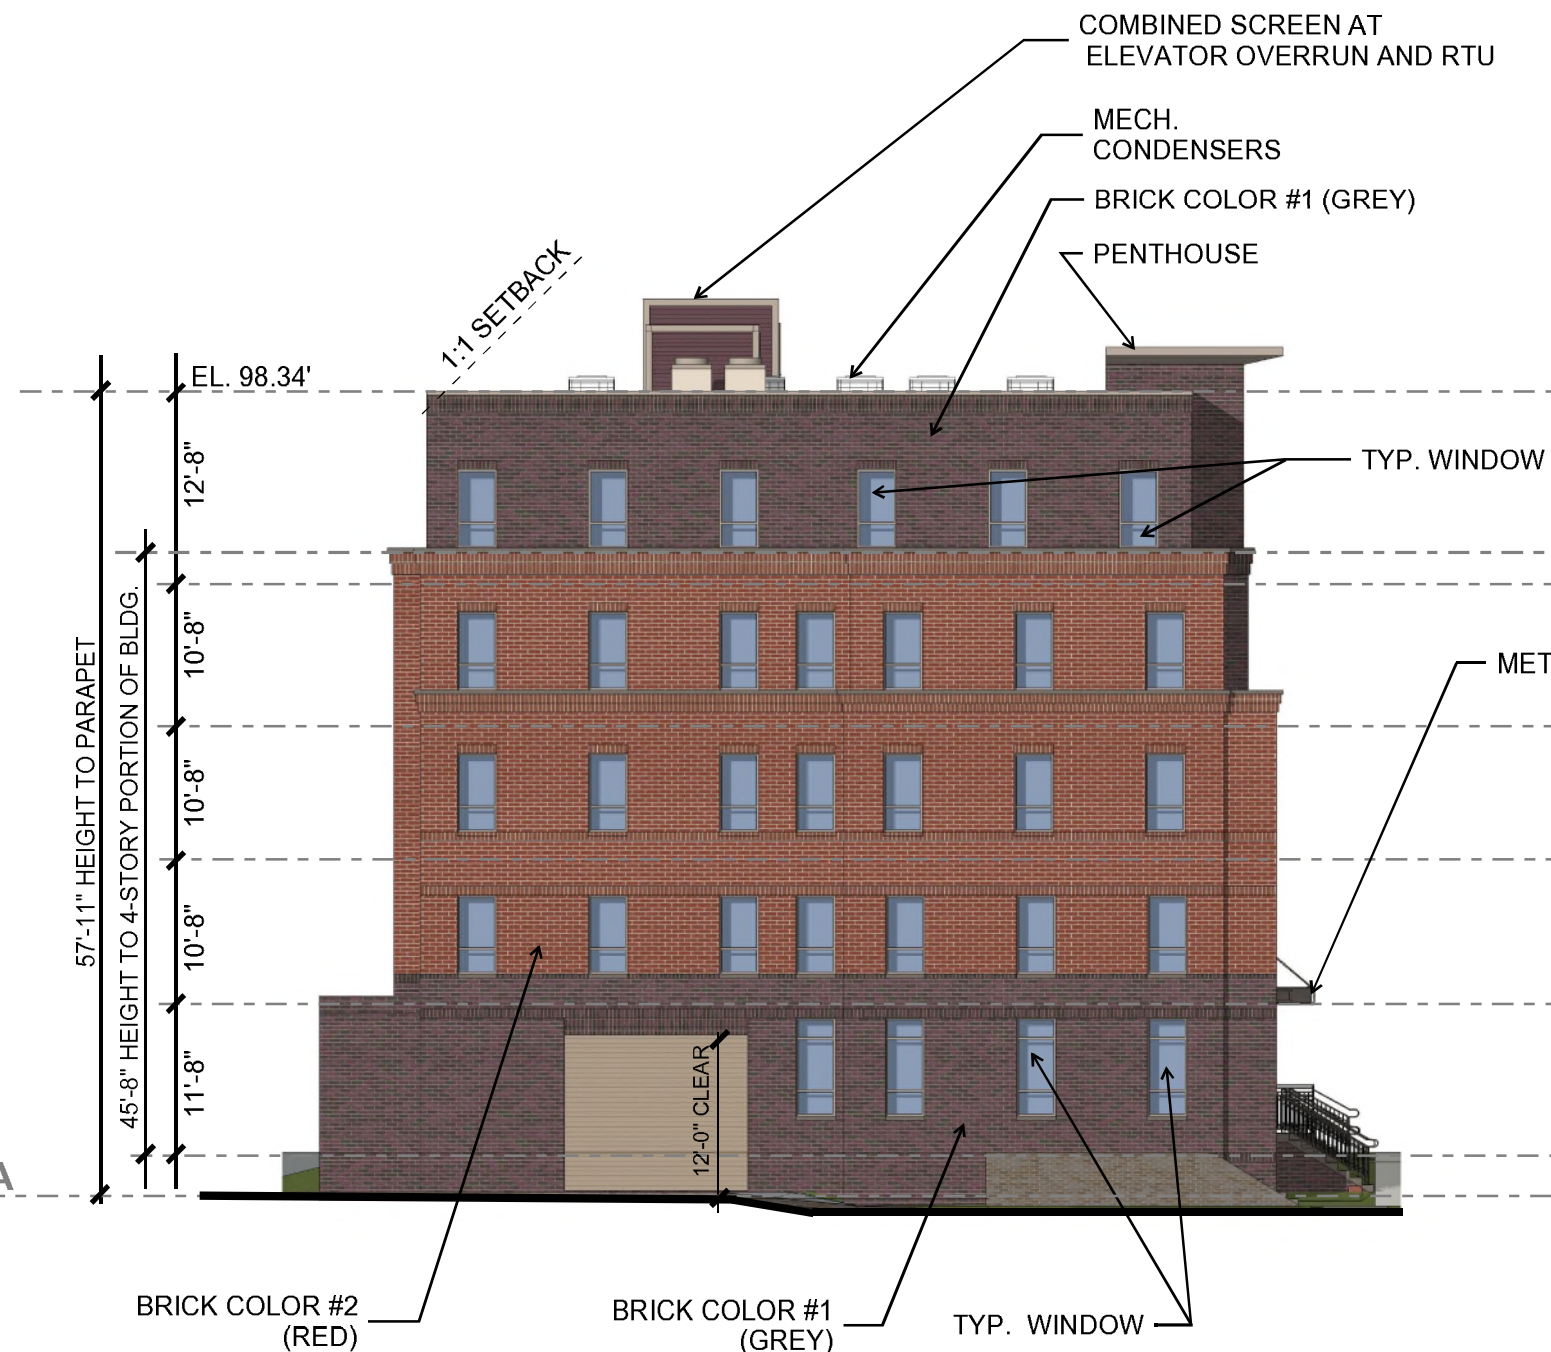 COMBINED SCREEN AT
ELEVATOR OVERRUN AND RTU
MECH.
CONDENSERS
BRICK COLOR #1 (GREY)
PENTHOUSE
1:1 SETBACK
EL. 98.34'
TYP. WINDOW
12'-8"
10'-8"
10'-8"
10'-8"
11'-8"
57'-11" HEIGHT TO PARAPET
45'-8" HEIGHT TO 4-STORY PORTION OF BLDG.
MET
12'-0" CLEAR
A
BRICK COLOR #2
(RED)
BRICK COLOR #1
(GREY)
TYP. WINDOW